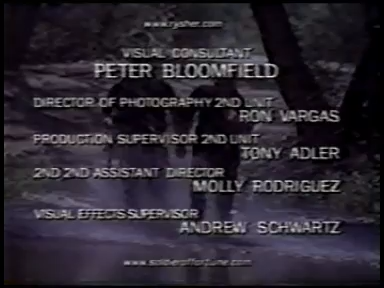 www.rysher.com
VISUAL CONSULTANT
PETER BLOOMFIELD
DIRECTOR OF PHOTOGRAPHY 2ND UNIT
RON VARGAS
PRODUCTION SUPERVISOR 2ND UNIT
TONY ADLER
2ND 2ND ASSISTANT DIRECTOR
MOLLY RODRIGUEZ
VISUAL EFFECTS SUPERVISOR
ANDREW SCHWARTZ
www.soldieroffortune.com